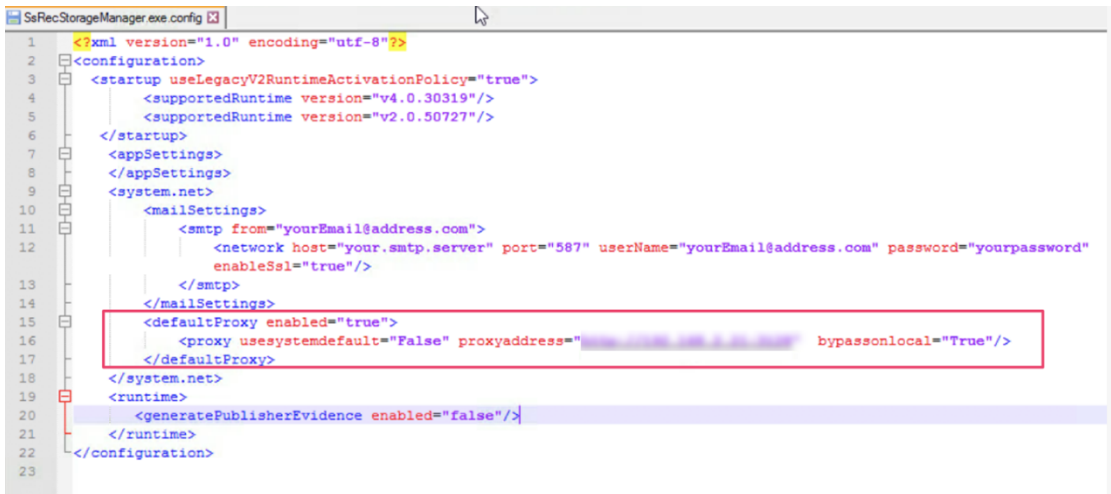 SsRecStorageManager.exe.config
1 <?xml version="1.0" encoding="utf-8"?>
2 <configuration>
3 <startup useLegacyV2RuntimeActivationPolicy="true">
4 <supportedRuntime version="v4.0.30319"/>
5 <supportedRuntime version="v2.0.50727"/>
6 </startup>
7 <appSettings>
8 </appSettings>
9 <system.net>
10 <mailSettings>
11 <smtp from="yourEmail@address.com">
12 <network host="your.smtp.server" port="587" userName="yourEmail@address.com" password="yourpassword"
enableSsl="true"/>
13 </smtp>
14 </mailSettings>
15 <defaultProxy enabled="true">
16 <proxy usesystemdefault="False" proxyaddress=" bypassonlocal="True"/>
17 </defaultProxy>
18 </system.net>
19 <runtime>
20 <generatePublisherEvidence enabled="false"/>
21 </runtime>
22 </configuration>
23